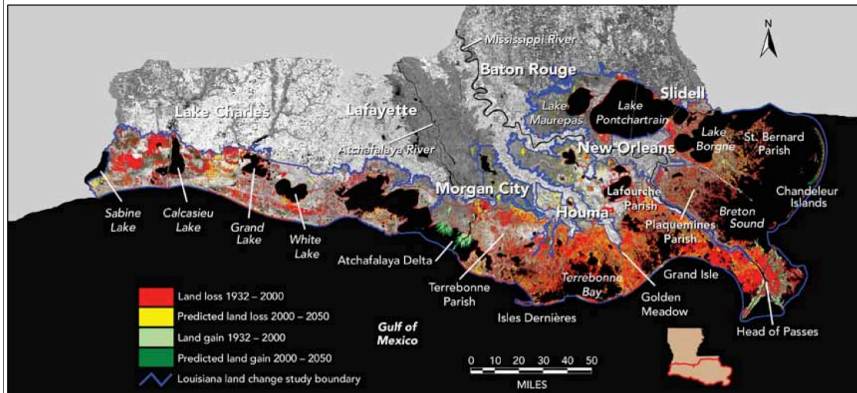 N
Mississippi River
Baton Rouge
Slidell
Lake Charles
Lafayette
Lake
Maurepas
Lake
Pontchartrain
Atchafalaya River
Lake
Borgne
St. Bernard
Parish
New Orleans
Morgan City
Lafourche
Parish
Chandeleur
Islands
Sabine
Lake
Calcasieu
Lake
Grand
Lake
White
Lake
Houma
Plaquemines
Parish
Breton
Sound
Atchafalaya Delta
Terrebonne
Parish
Terrebonne
Bay
Grand Isle
Golden
Meadow
Isles Dernières
Head of Passes
Land loss 1932 – 2000
Predicted land loss 2000 – 2050
Land gain 1932 – 2000
Predicted land gain 2000 – 2050
Louisiana land change study boundary
Gulf of
Mexico
0 10 20 30 40 50
MILES